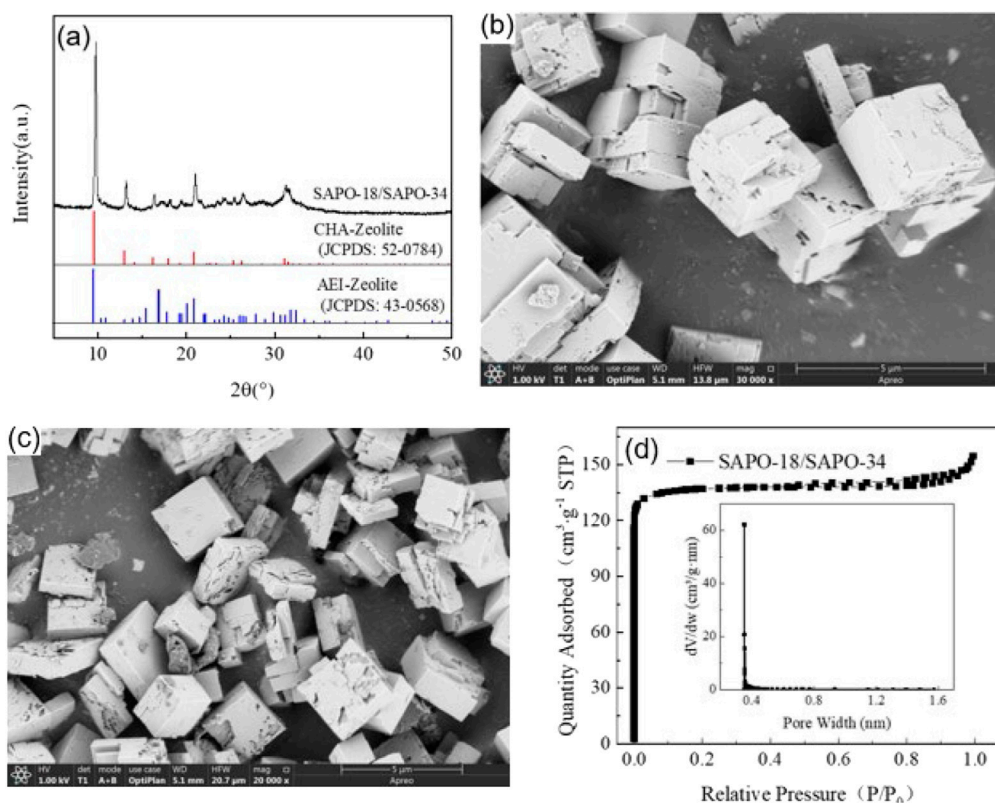 (a)
Intensity(a.u.)
SAPO-18/SAPO-34
CHA-Zeolite
(JCPDS: 52-0784)
AEI-Zeolite
(JCPDS: 43-0568)
10 20 30 40 50
2θ(°)
(b)
HV det mode use case WD HFW mag 5 μm
1.00 kV T1 A+B OptiPlan 5.1 mm 13.8 μm 30 000 x Apreo
(c)
HV det mode use case WD HFW mag 5 μm
1.00 kV T1 A+B OptiPlan 5.1 mm 20.7 μm 20 000 x Apreo
(d)
Quantity Adsorbed (cm³·g⁻¹ STP)
150
120
90
60
30
0
SAPO-18/SAPO-34
dV/dw (cm³/g·nm)
60
40
20
0
0.4 0.8 1.2 1.6
Pore Width (nm)
0.0 0.2 0.4 0.6 0.8 1.0
Relative Pressure (P/P₀)